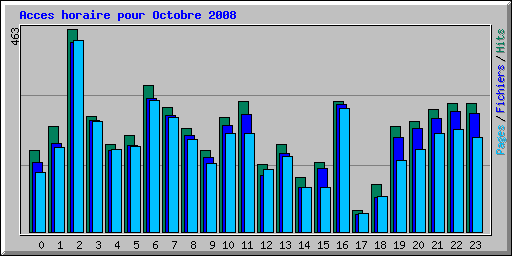 Acces horaire pour Octobre 2008
463
Pages / Fichiers / Hits
0 1 2 3 4 5 6 7 8 9 10 11 12 13 14 15 16 17 18 19 20 21 22 23